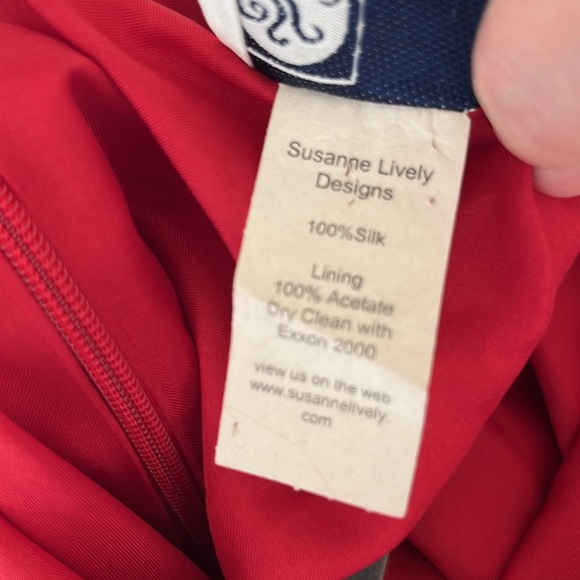 Susanne Lively
Designs
100%Silk
Lining
100% Acetate
Dry Clean with
Exxon 2000
view us on the web
www.susannelively.
com